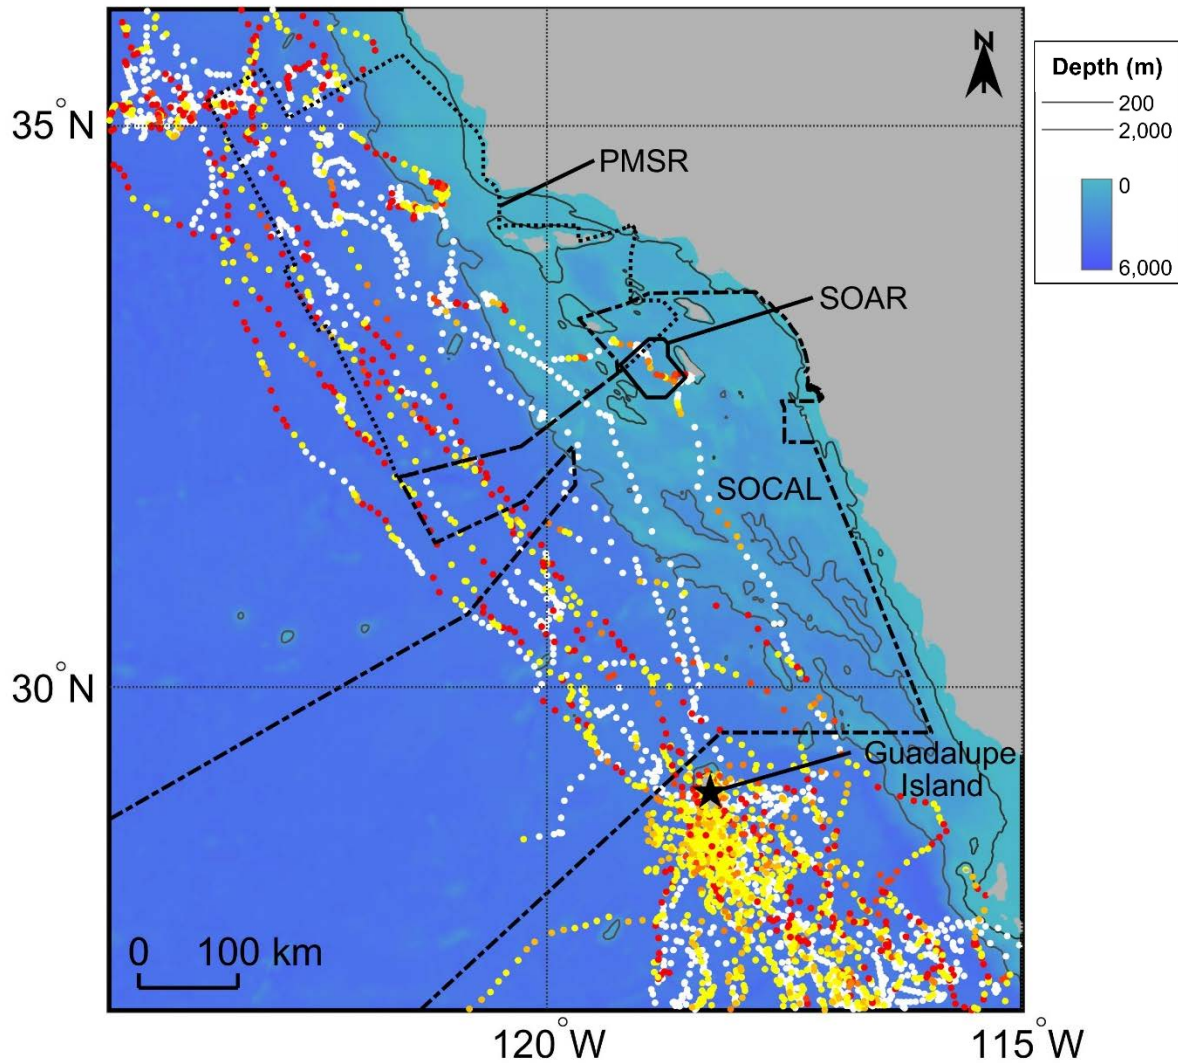 N
Depth (m)
200
2,000
0
6,000
35°N
PMSR
SOAR
SOCAL
30°N
Guadalupe
Island
0 100 km
120°W
115°W